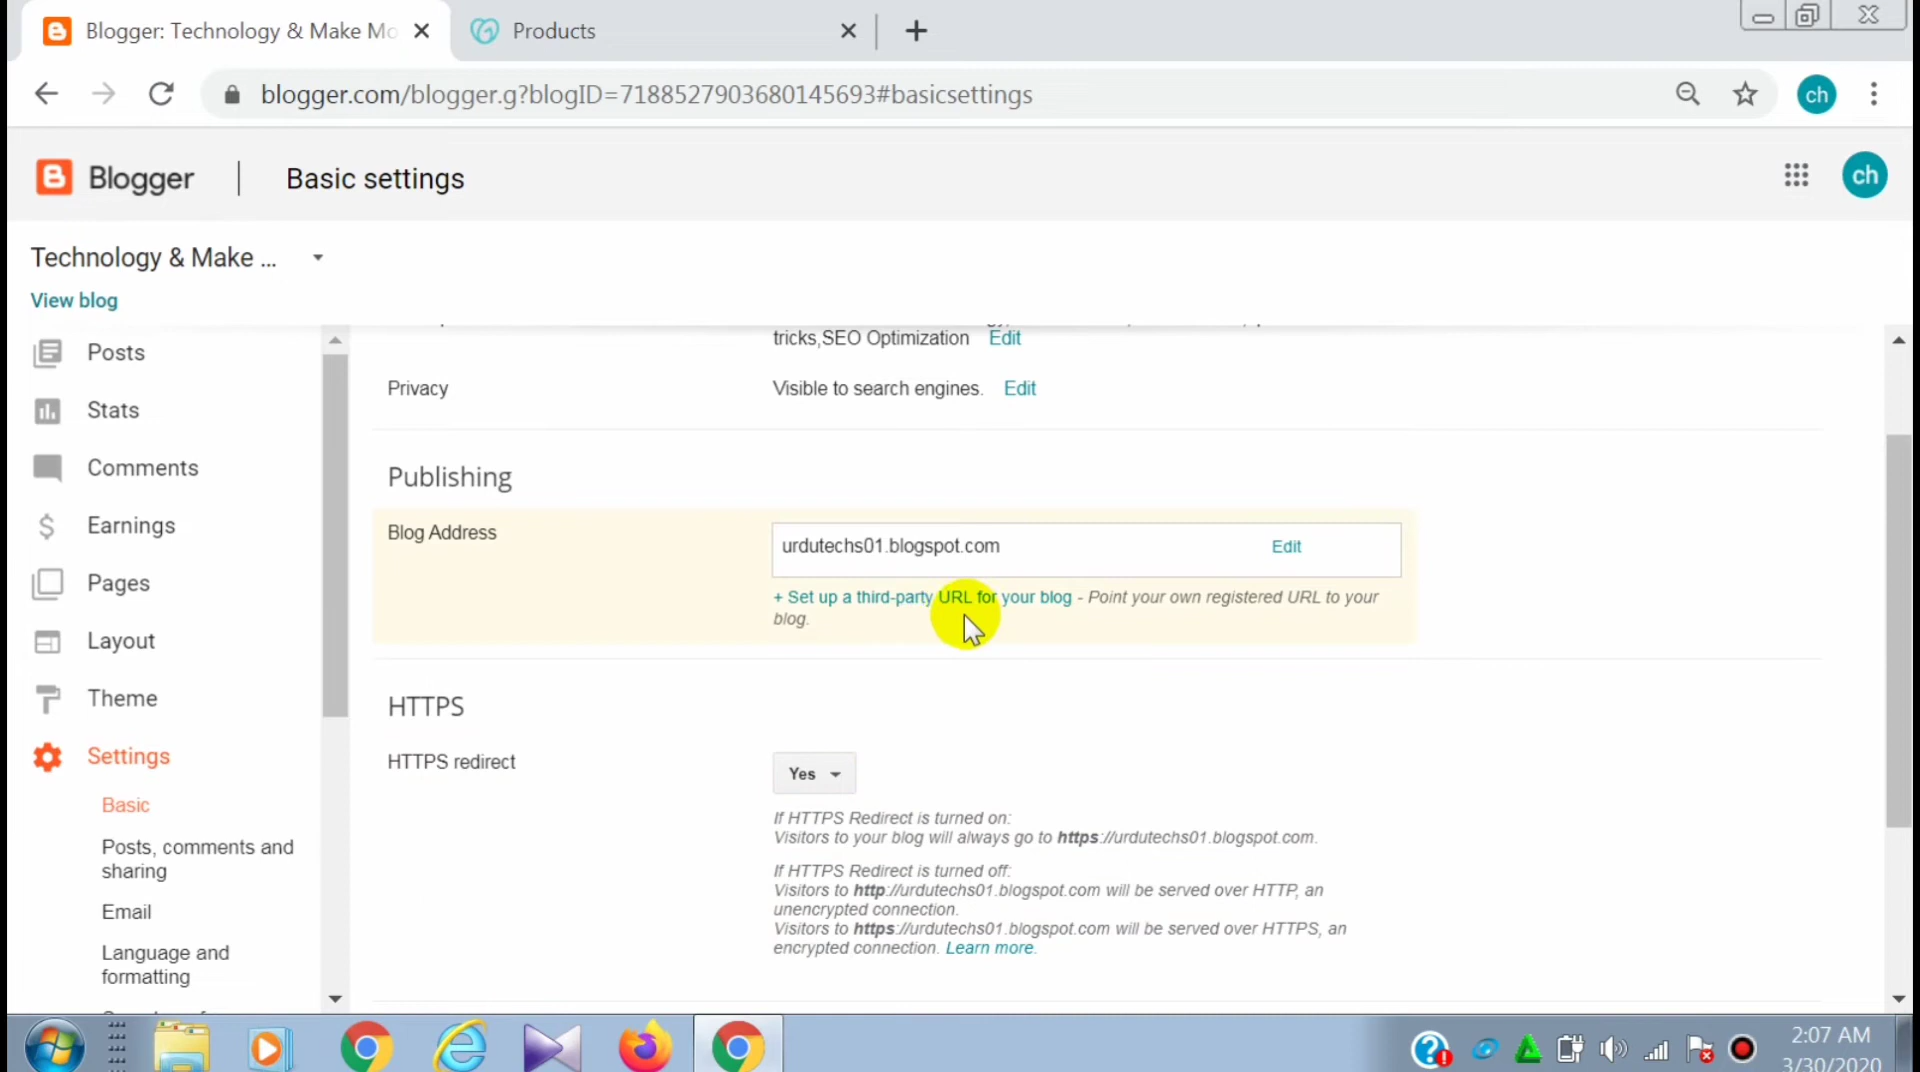 Blogger: Technology & Make Mo
Products
blogger.com/blogger.g?blogID=7188527903680145693#basicsettings
ch
Blogger
Basic settings
ch
Technology & Make ...
View blog
Posts
Stats
Comments
Earnings
Pages
Layout
Theme
Settings
Basic
Posts, comments and
sharing
Email
Language and
formatting
tricks,SEO Optimization Edit
Privacy Visible to search engines. Edit
Publishing
Blog Address urdutechs01.blogspot.com Edit
+ Set up a third-party URL for your blog - Point your own registered URL to your
blog.
HTTPS
HTTPS redirect Yes
If HTTPS Redirect is turned on:
Visitors to your blog will always go to https://urdutechs01.blogspot.com.
If HTTPS Redirect is turned off:
Visitors to http://urdutechs01.blogspot.com will be served over HTTP, an
unencrypted connection.
Visitors to https://urdutechs01.blogspot.com will be served over HTTPS, an
encrypted connection. Learn more.
2:07 AM
3/30/2020